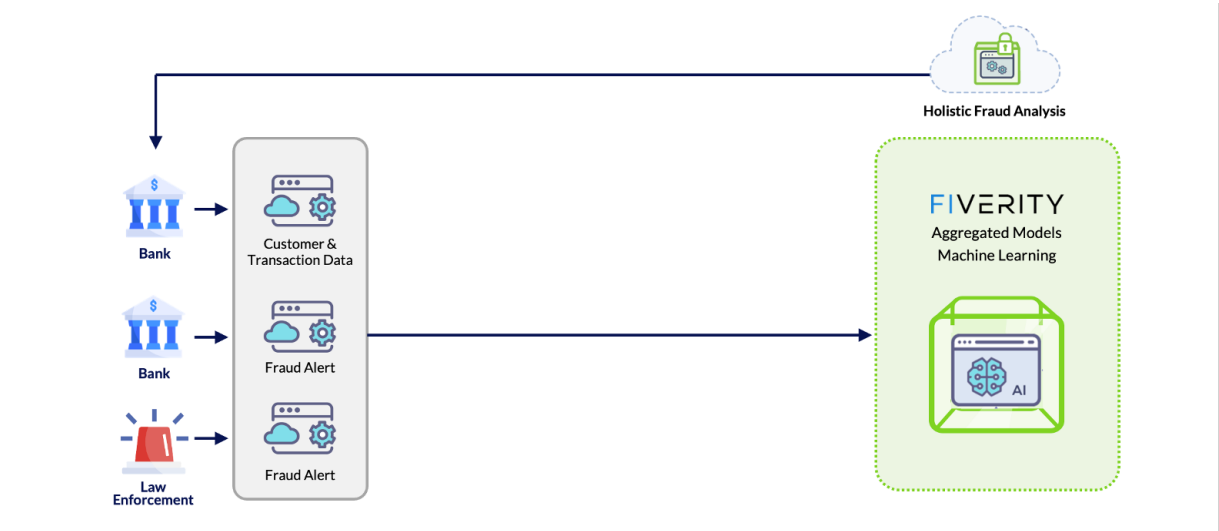 Holistic Fraud Analysis
$
Bank
Customer &
Transaction Data
FIVERITY
Aggregated Models
Machine Learning
$
Bank
Fraud Alert
AI
Law
Enforcement
Fraud Alert